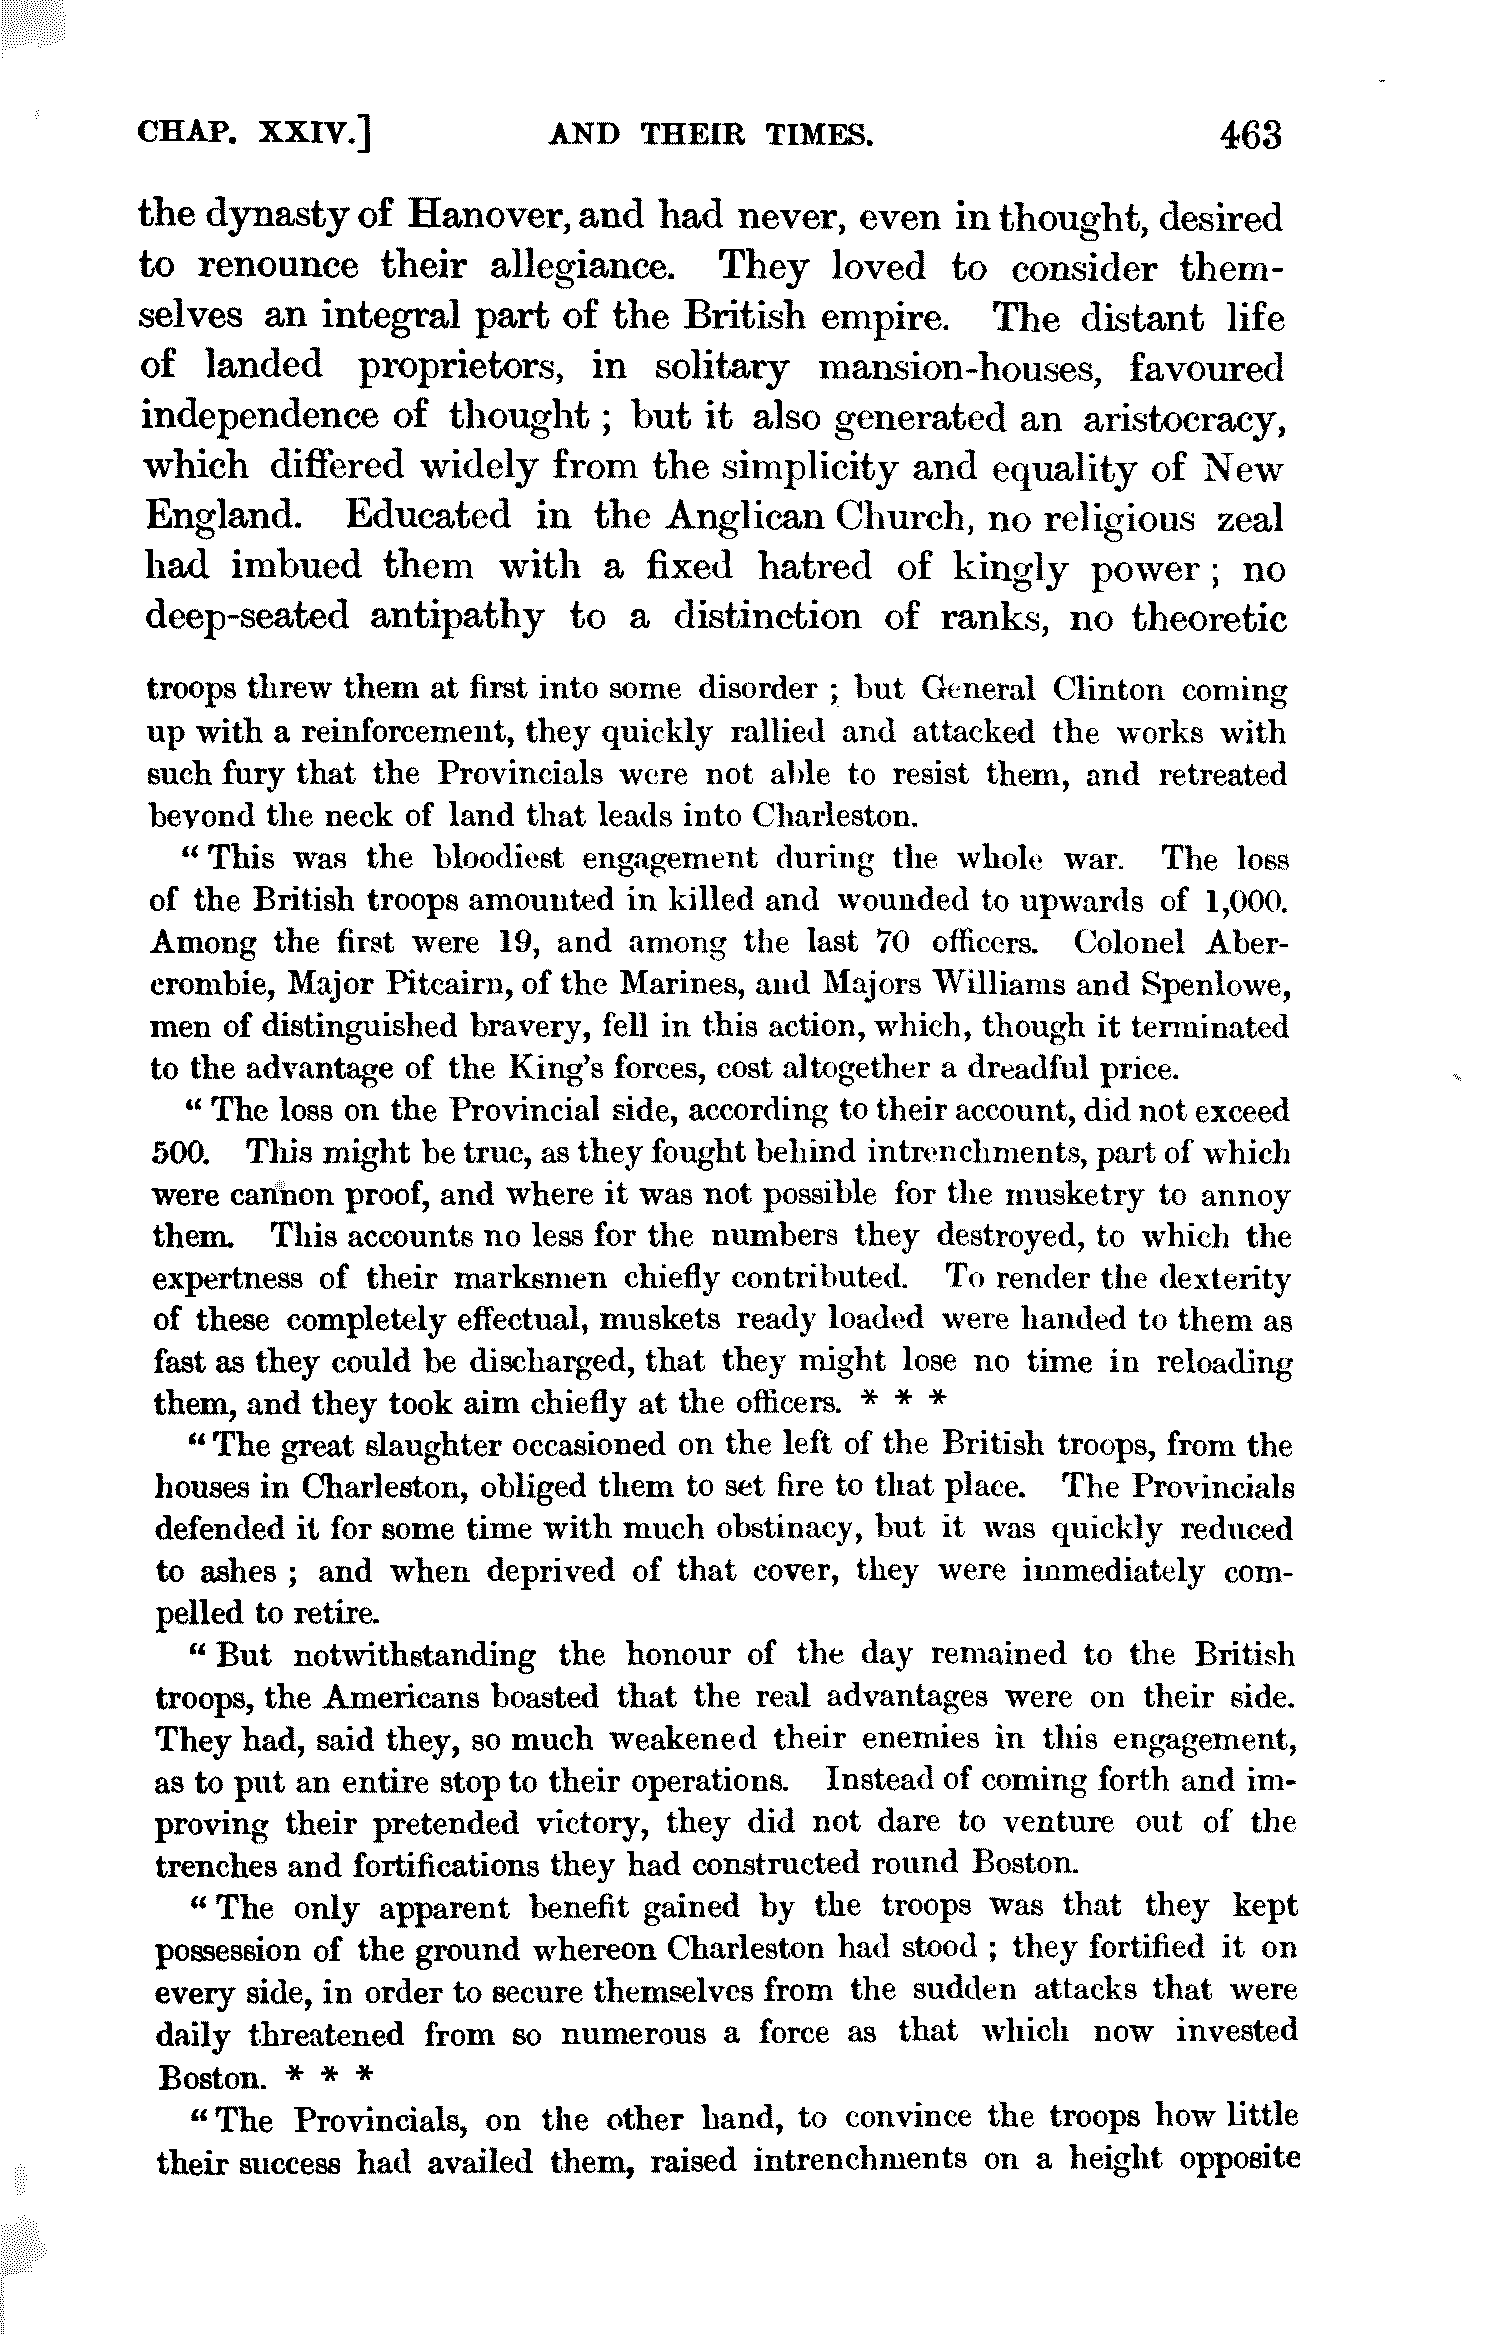 CHAP. XXIV.] AND THEIR TIMES. 463
the dynasty of Hanover, and had never, even in thought, desired
to renounce their allegiance. They loved to consider them-
selves an integral part of the British empire. The distant life
of landed proprietors, in solitary mansion-houses, favoured
independence of thought ; but it also generated an aristocracy,
which differed widely from the simplicity and equality of New
England. Educated in the Anglican Church, no religious zeal
had imbued them with a fixed hatred of kingly power ; no
deep-seated antipathy to a distinction of ranks, no theoretic
troops threw them at first into some disorder ; but General Clinton coming
up with a reinforcement, they quickly rallied and attacked the works with
such fury that the Provincials were not able to resist them, and retreated
beyond the neck of land that leads into Charleston.
“ This was the bloodiest engagement during the whole war. The loss
of the British troops amounted in killed and wounded to upwards of 1,000.
Among the first were 19, and among the last 70 officers. Colonel Aber-
crombie, Major Pitcairn, of the Marines, and Majors Williams and Spenlowe,
men of distinguished bravery, fell in this action, which, though it terminated
to the advantage of the King’s forces, cost altogether a dreadful price.
“ The loss on the Provincial side, according to their account, did not exceed
500. This might be true, as they fought behind intrenchments, part of which
were cannon proof, and where it was not possible for the musketry to annoy
them. This accounts no less for the numbers they destroyed, to which the
expertness of their marksmen chiefly contributed. To render the dexterity
of these completely effectual, muskets ready loaded were handed to them as
fast as they could be discharged, that they might lose no time in reloading
them, and they took aim chiefly at the officers. * * *
“ The great slaughter occasioned on the left of the British troops, from the
houses in Charleston, obliged them to set fire to that place. The Provincials
defended it for some time with much obstinacy, but it was quickly reduced
to ashes ; and when deprived of that cover, they were immediately com-
pelled to retire.
“ But notwithstanding the honour of the day remained to the British
troops, the Americans boasted that the real advantages were on their side.
They had, said they, so much weakened their enemies in this engagement,
as to put an entire stop to their operations. Instead of coming forth and im-
proving their pretended victory, they did not dare to venture out of the
trenches and fortifications they had constructed round Boston.
“ The only apparent benefit gained by the troops was that they kept
possession of the ground whereon Charleston had stood ; they fortified it on
every side, in order to secure themselves from the sudden attacks that were
daily threatened from so numerous a force as that which now invested
Boston. * * *
“ The Provincials, on the other hand, to convince the troops how little
their success had availed them, raised intrenchments on a height opposite